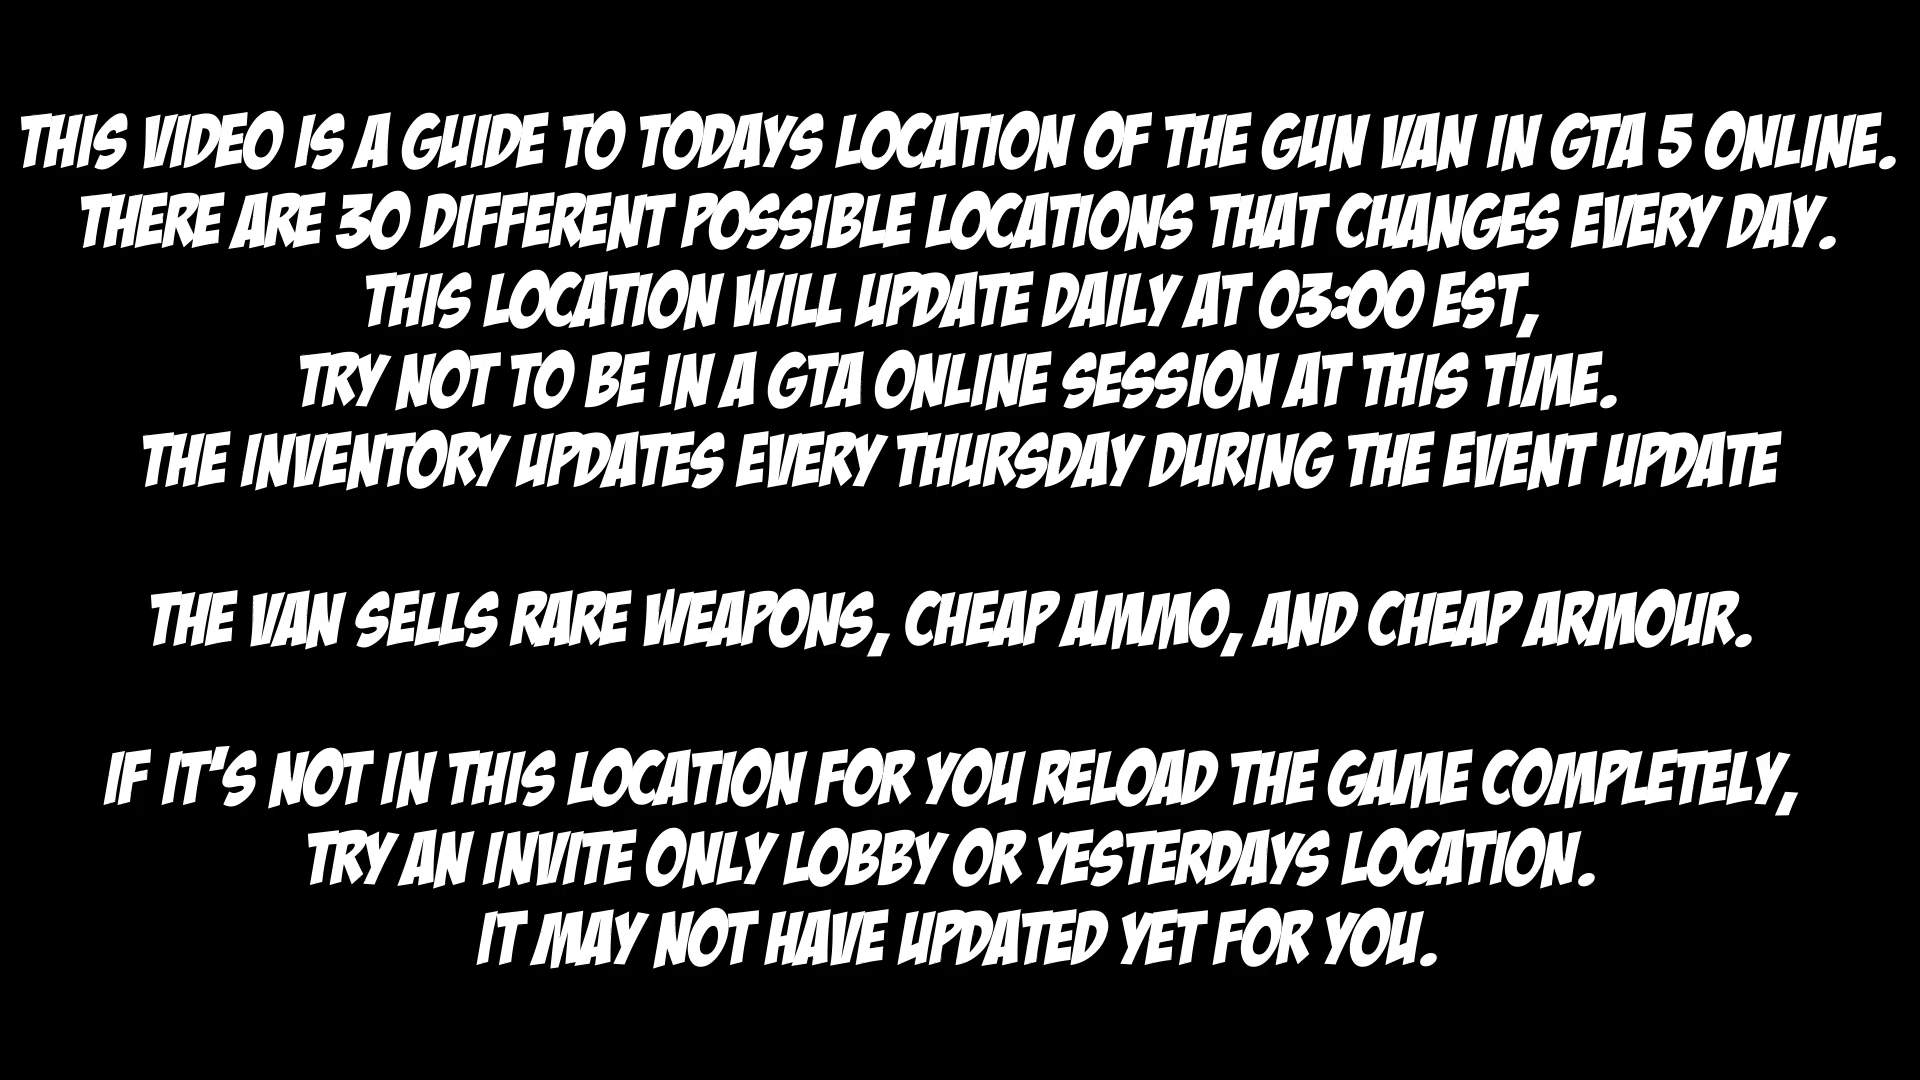 THIS VIDEO IS A GUIDE TO TODAYS LOCATION OF THE GUN VAN IN GTA 5 ONLINE.
THERE ARE 30 DIFFERENT POSSIBLE LOCATIONS THAT CHANGES EVERY DAY.
THIS LOCATION WILL UPDATE DAILY AT 03:00 EST,
TRY NOT TO BE IN A GTA ONLINE SESSION AT THIS TIME.
THE INVENTORY UPDATES EVERY THURSDAY DURING THE EVENT UPDATE
THE VAN SELLS RARE WEAPONS, CHEAP AMMO, AND CHEAP ARMOUR.
IF IT'S NOT IN THIS LOCATION FOR YOU RELOAD THE GAME COMPLETELY,
TRY AN INVITE ONLY LOBBY OR YESTERDAYS LOCATION.
IT MAY NOT HAVE UPDATED YET FOR YOU.